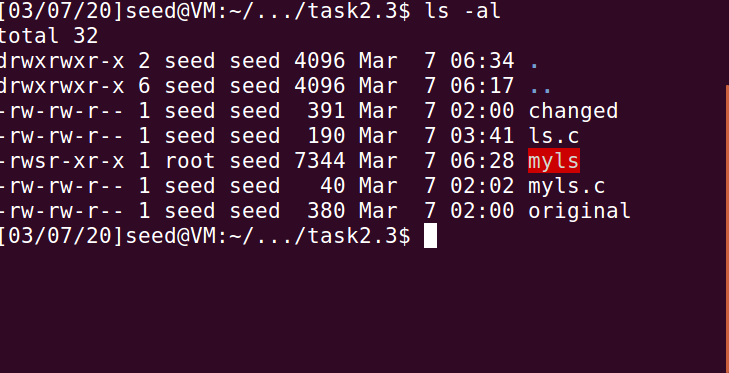 [03/07/20]seed@VM:~/.../task2.3$ ls -al
total 32
drwxrwxr-x 2 seed seed 4096 Mar  7 06:34 .
drwxrwxr-x 6 seed seed 4096 Mar  7 06:17 ..
-rw-rw-r-- 1 seed seed  391 Mar  7 02:00 changed
-rw-rw-r-- 1 seed seed  190 Mar  7 03:41 ls.c
-rwsr-xr-x 1 root seed 7344 Mar  7 06:28 myls
-rw-rw-r-- 1 seed seed   40 Mar  7 02:02 myls.c
-rw-rw-r-- 1 seed seed  380 Mar  7 02:00 original
[03/07/20]seed@VM:~/.../task2.3$